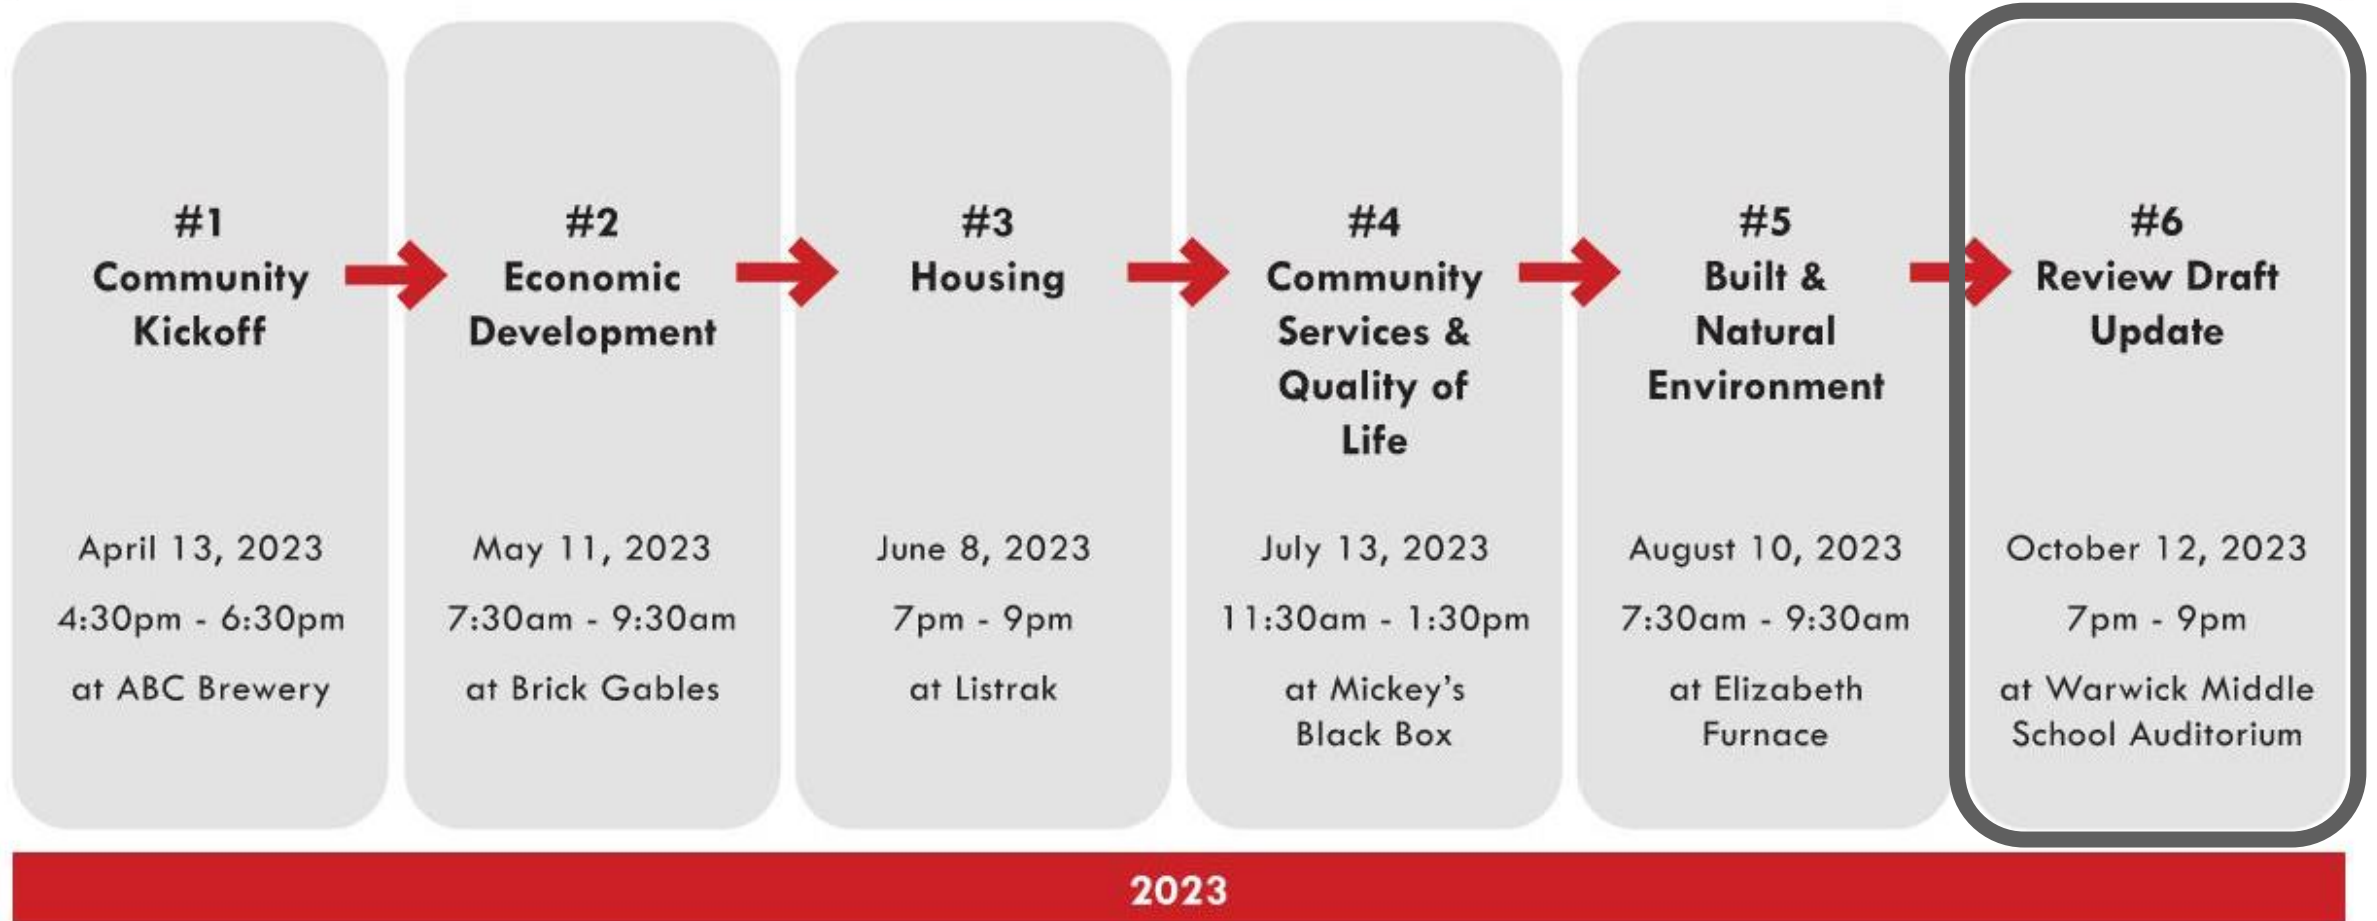 #1
Community
Kickoff
April 13, 2023
4:30pm - 6:30pm
at ABC Brewery
#2
Economic
Development
May 11, 2023
7:30am - 9:30am
at Brick Gables
#3
Housing
June 8, 2023
7pm - 9pm
at Listrak
#4
Community
Services &
Quality of
Life
July 13, 2023
11:30am - 1:30pm
at Mickey's
Black Box
#5
Built &
Natural
Environment
August 10, 2023
7:30am - 9:30am
at Elizabeth
Furnace
#6
Review Draft
Update
October 12, 2023
7pm - 9pm
at Warwick Middle
School Auditorium
2023